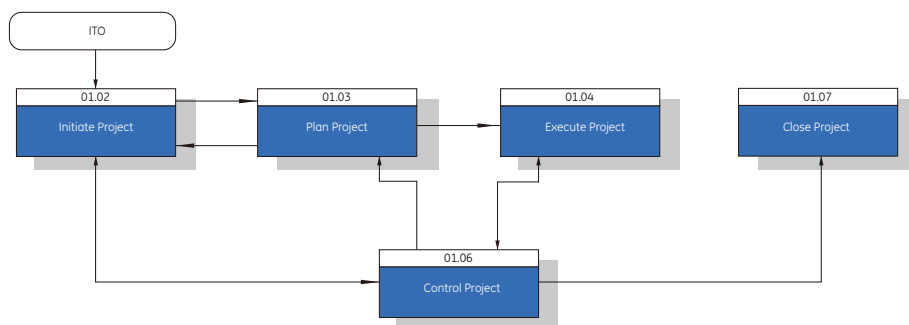 ITO
01.02
Initiate Project
01.03
Plan Project
01.04
Execute Project
01.07
Close Project
01.06
Control Project